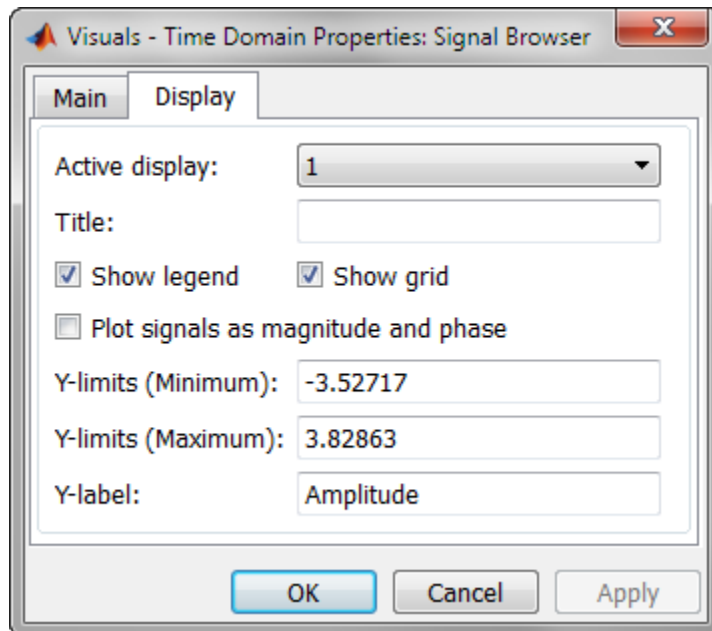 Visuals - Time Domain Properties: Signal Browser
Main Display
Active display: 1
Title:
Show legend Show grid
Plot signals as magnitude and phase
Y-limits (Minimum): -3.52717
Y-limits (Maximum): 3.82863
Y-label: Amplitude
OK Cancel Apply